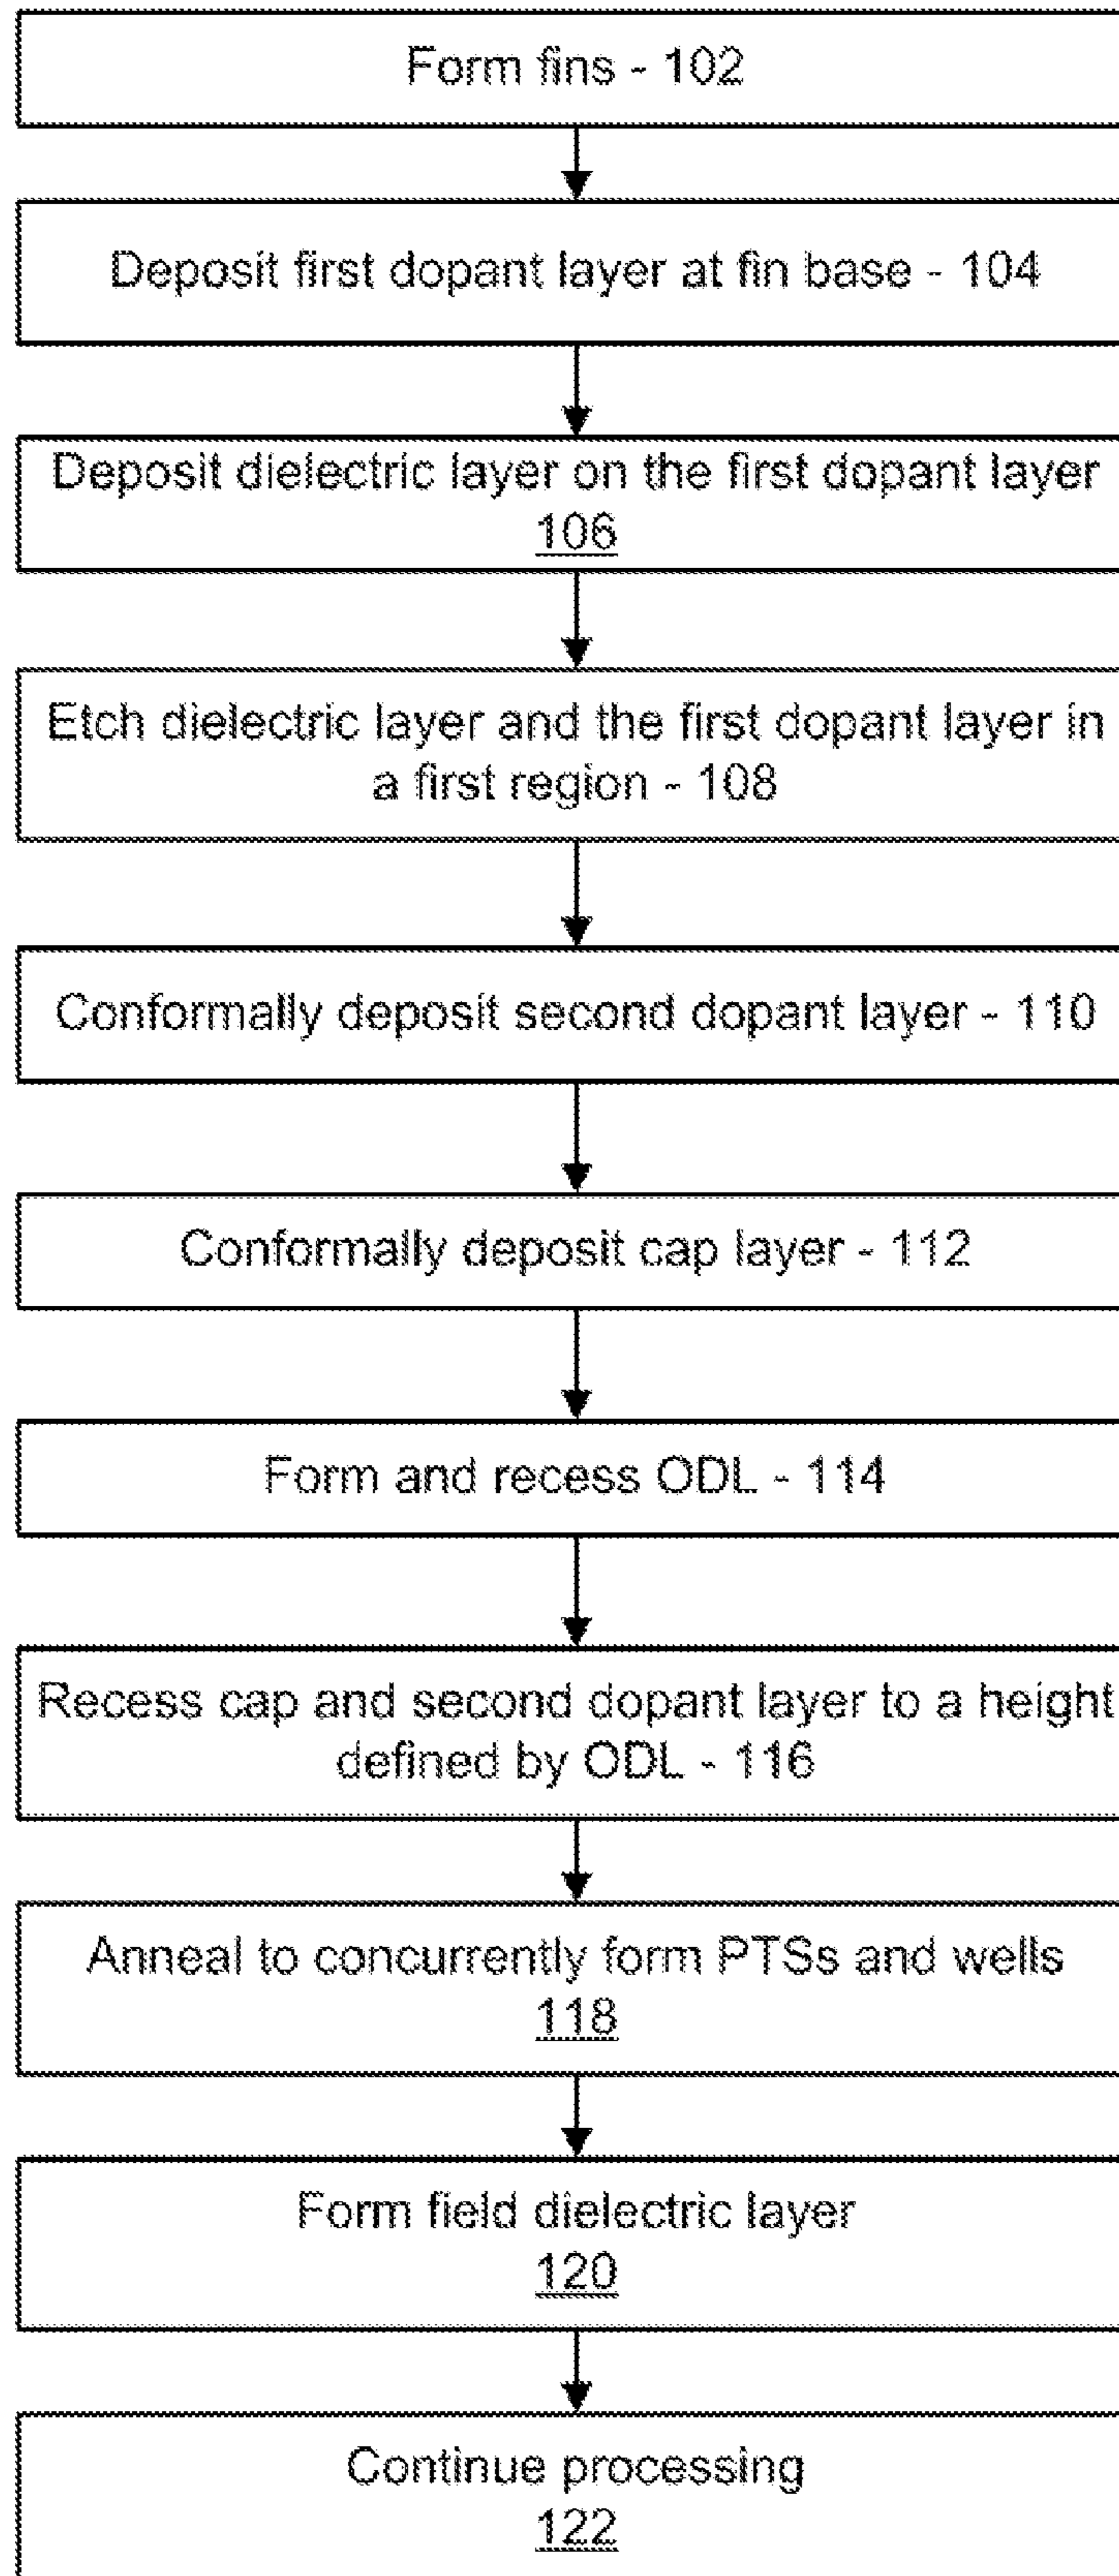 Form fins - 102
Deposit first dopant layer at fin base - 104
Deposit dielectric layer on the first dopant layer
106
Etch dielectric layer and the first dopant layer in
a first region - 108
Conformally deposit second dopant layer - 110
Conformally deposit cap layer - 112
Form and recess ODL - 114
Recess cap and second dopant layer to a height
defined by ODL - 116
Anneal to concurrently form PTSs and wells
118
Form field dielectric layer
120
Continue processing
122